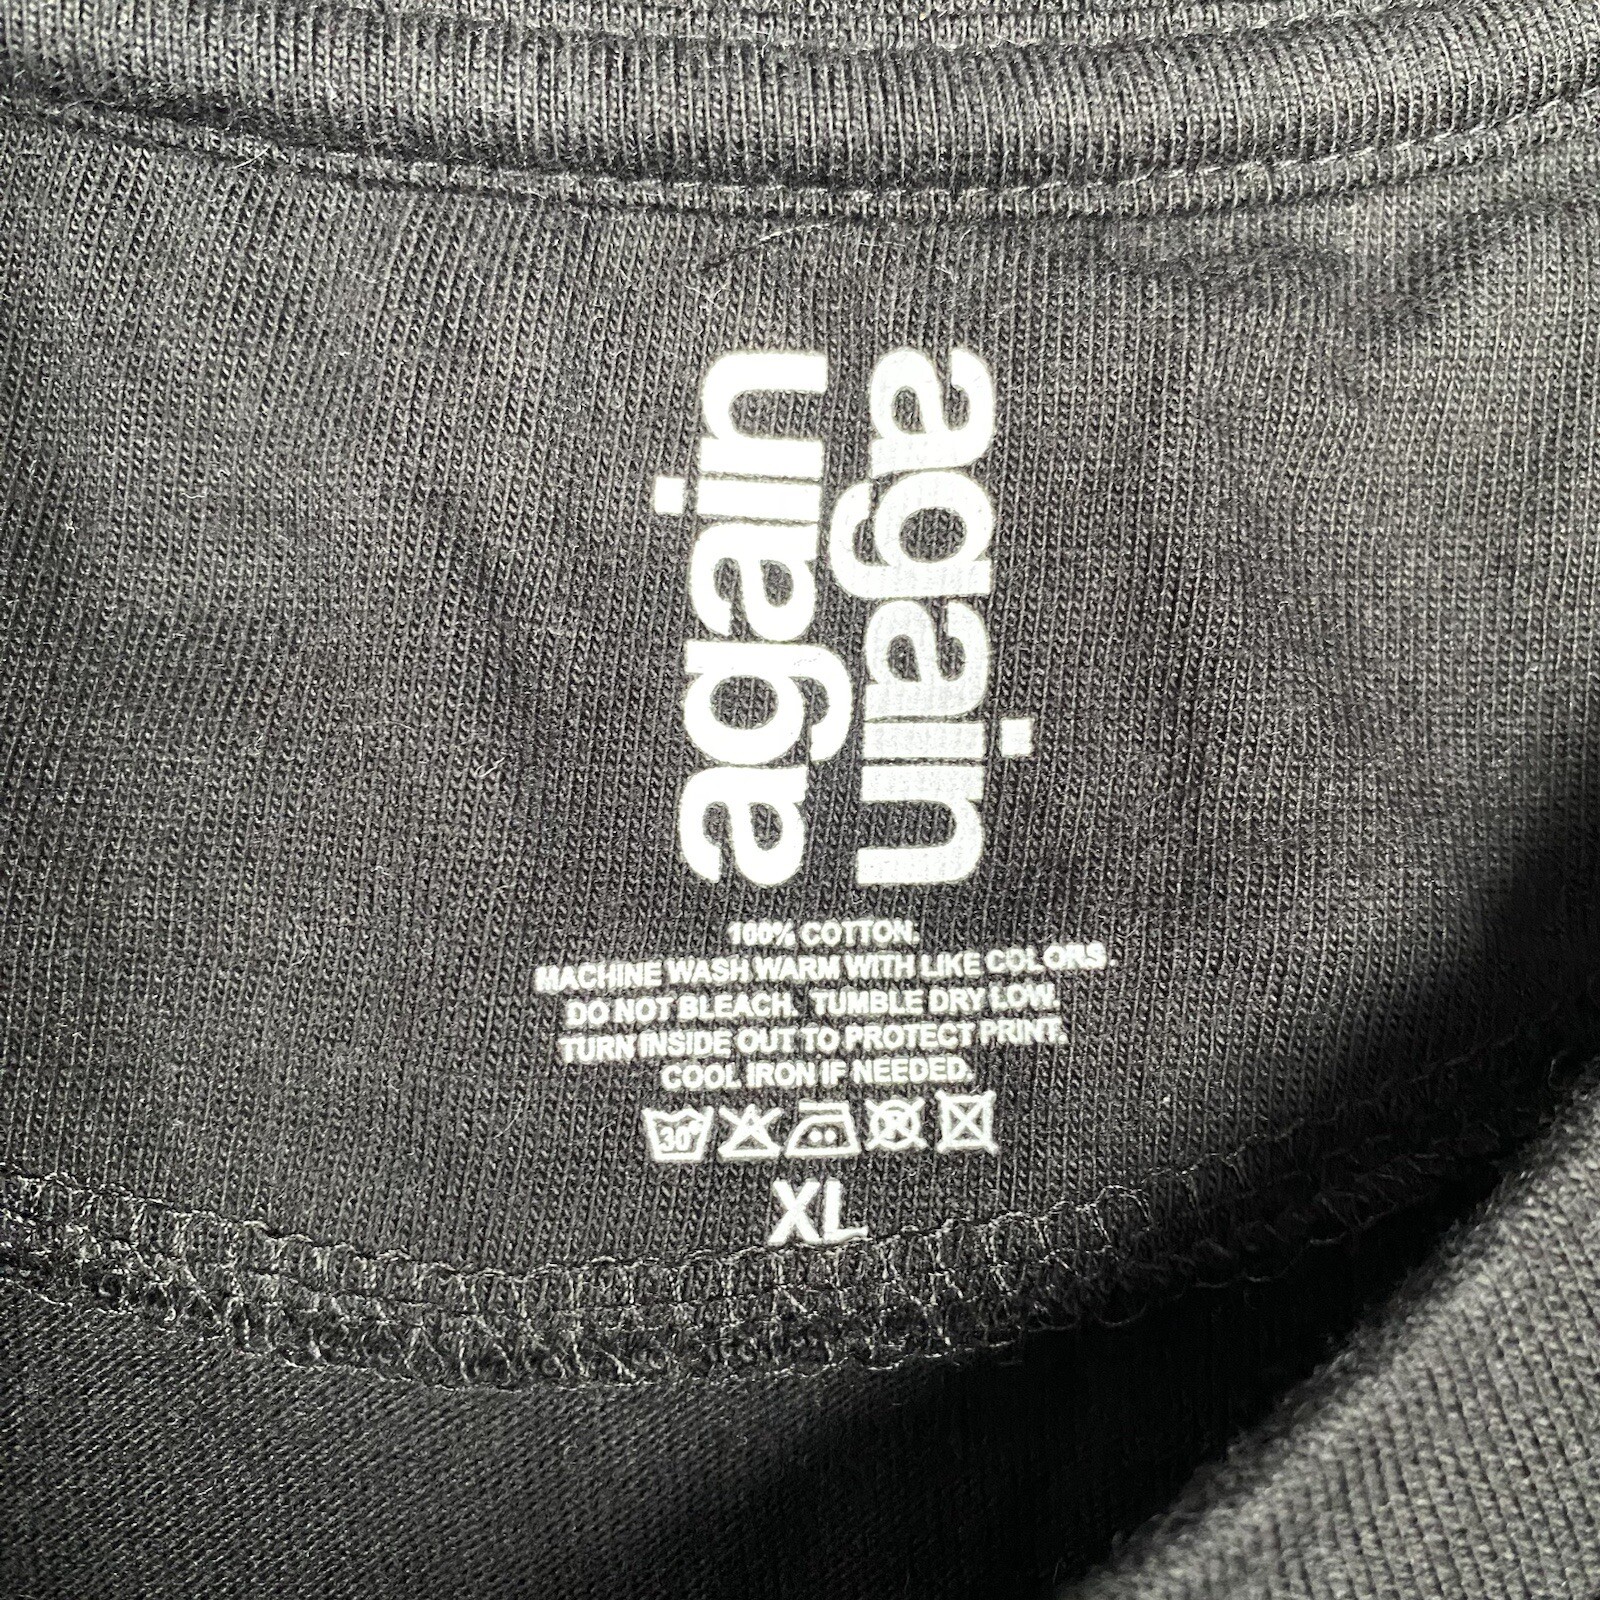 again
again
100% COTTON.
MACHINE WASH WARM WITH LIKE COLORS.
DO NOT BLEACH. TUMBLE DRY LOW.
TURN INSIDE OUT TO PROTECT PRINT.
COOL IRON IF NEEDED.
30°
XL